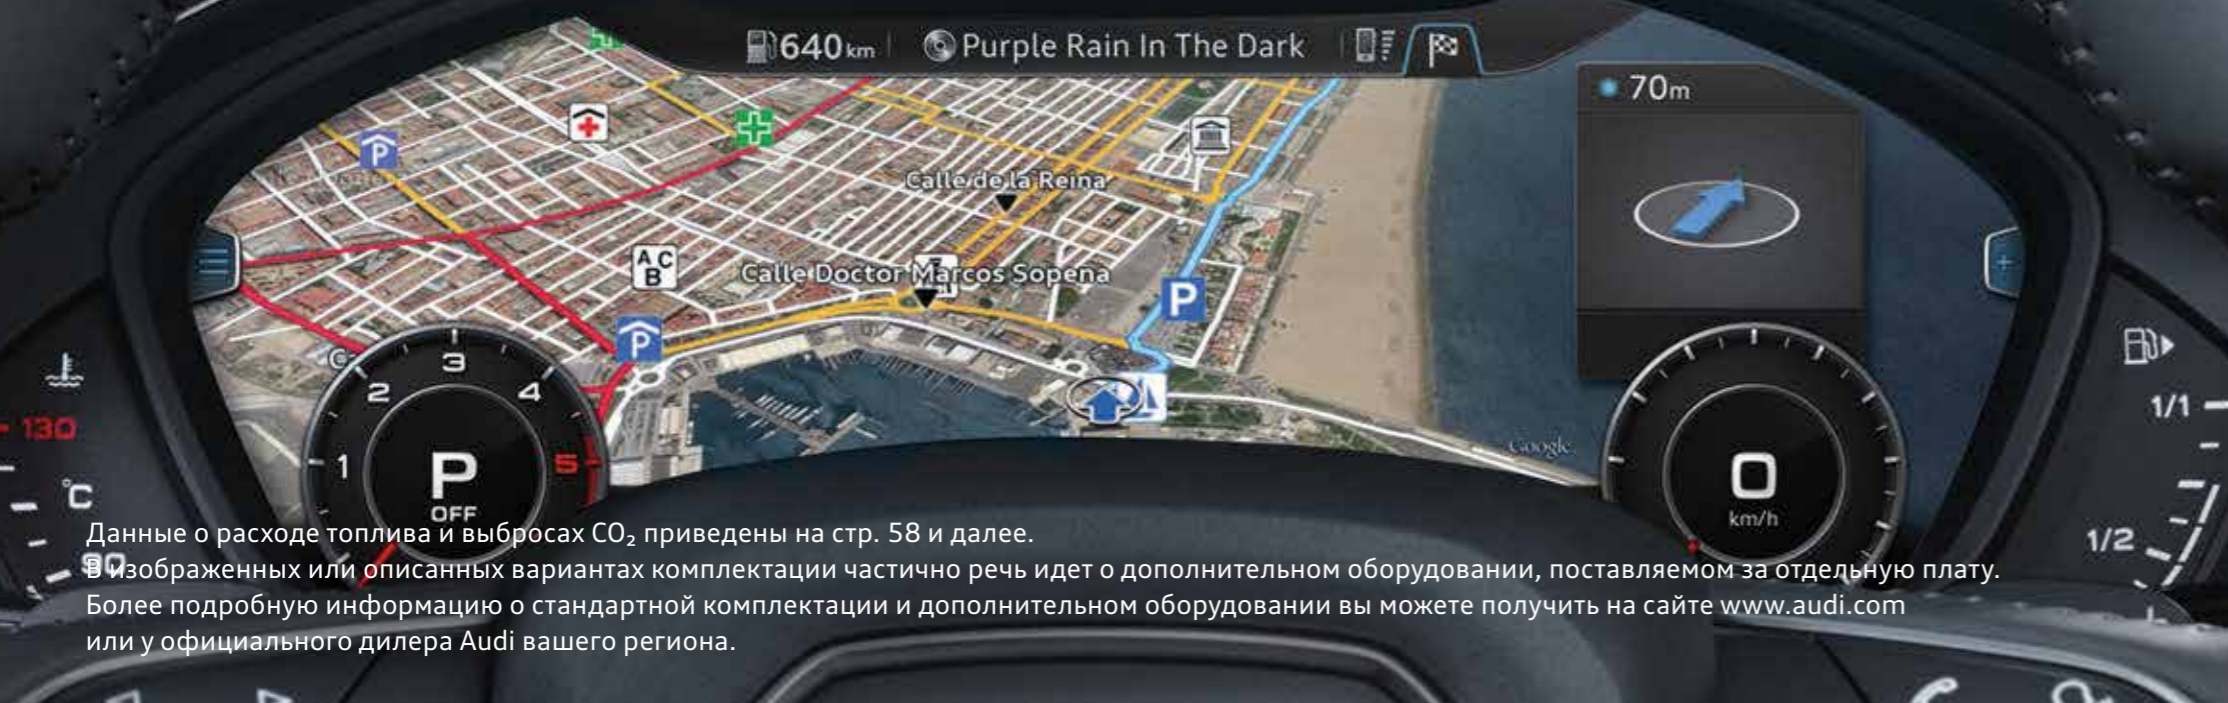 640 km Purple Rain In The Dark
70m
Calle de la Reina
A C
B
Calle Doctor Marcos Sopena
P
P
P
Google
130
°C
90
1 2 3 4 5
P
OFF
0
km/h
1/1
1/2
Данные о расходе топлива и выбросах CO₂ приведены на стр. 58 и далее.
В изображенных или описанных вариантах комплектации частично речь идет о дополнительном оборудовании, поставляемом за отдельную плату.
Более подробную информацию о стандартной комплектации и дополнительном оборудовании вы можете получить на сайте www.audi.com
или у официального дилера Audi вашего региона.